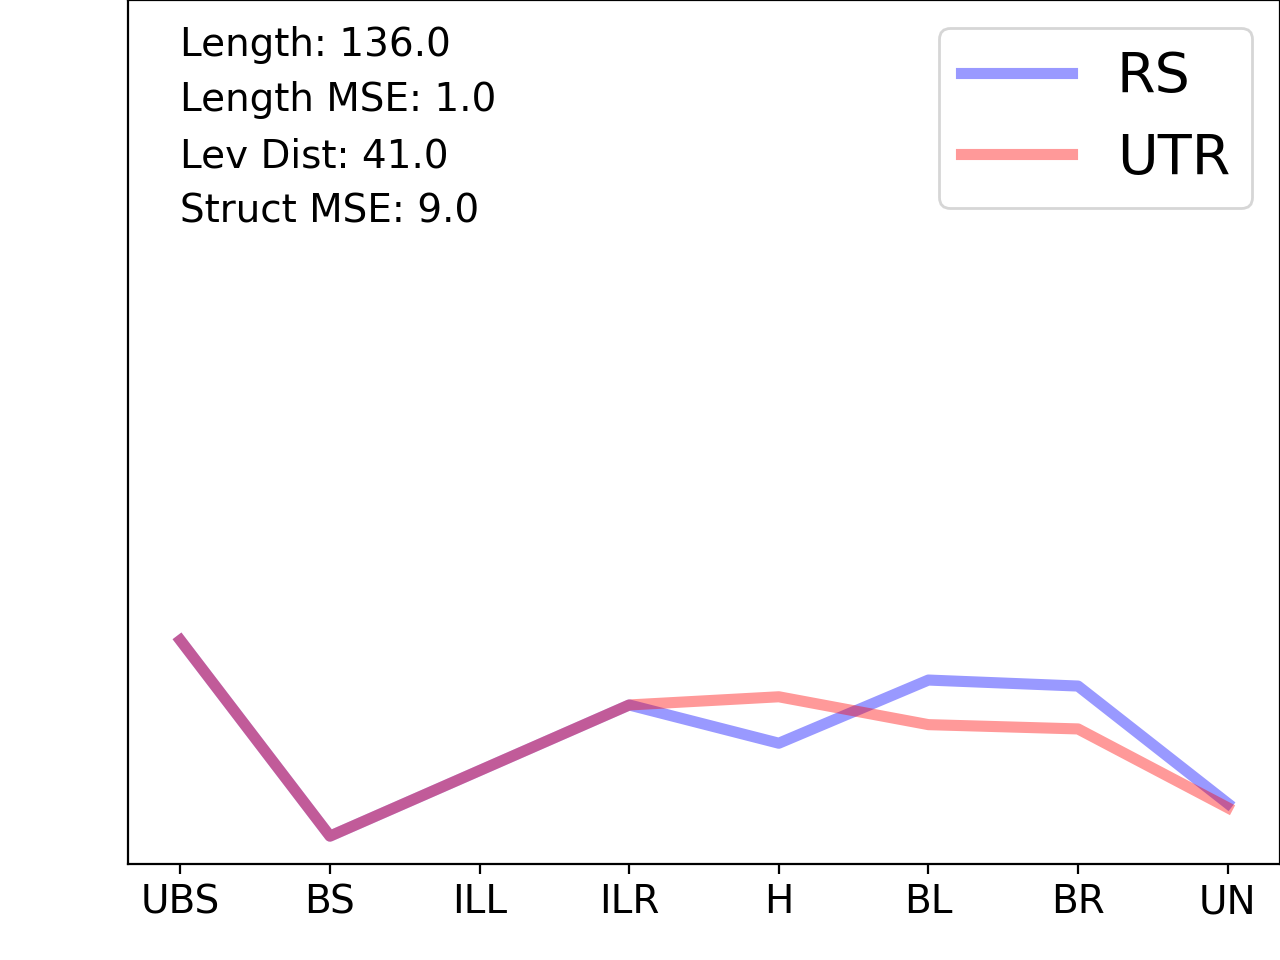 Length: 136.0
Length MSE: 1.0
Lev Dist: 41.0
Struct MSE: 9.0
RS
UTR
UBS BS ILL ILR H BL BR UN